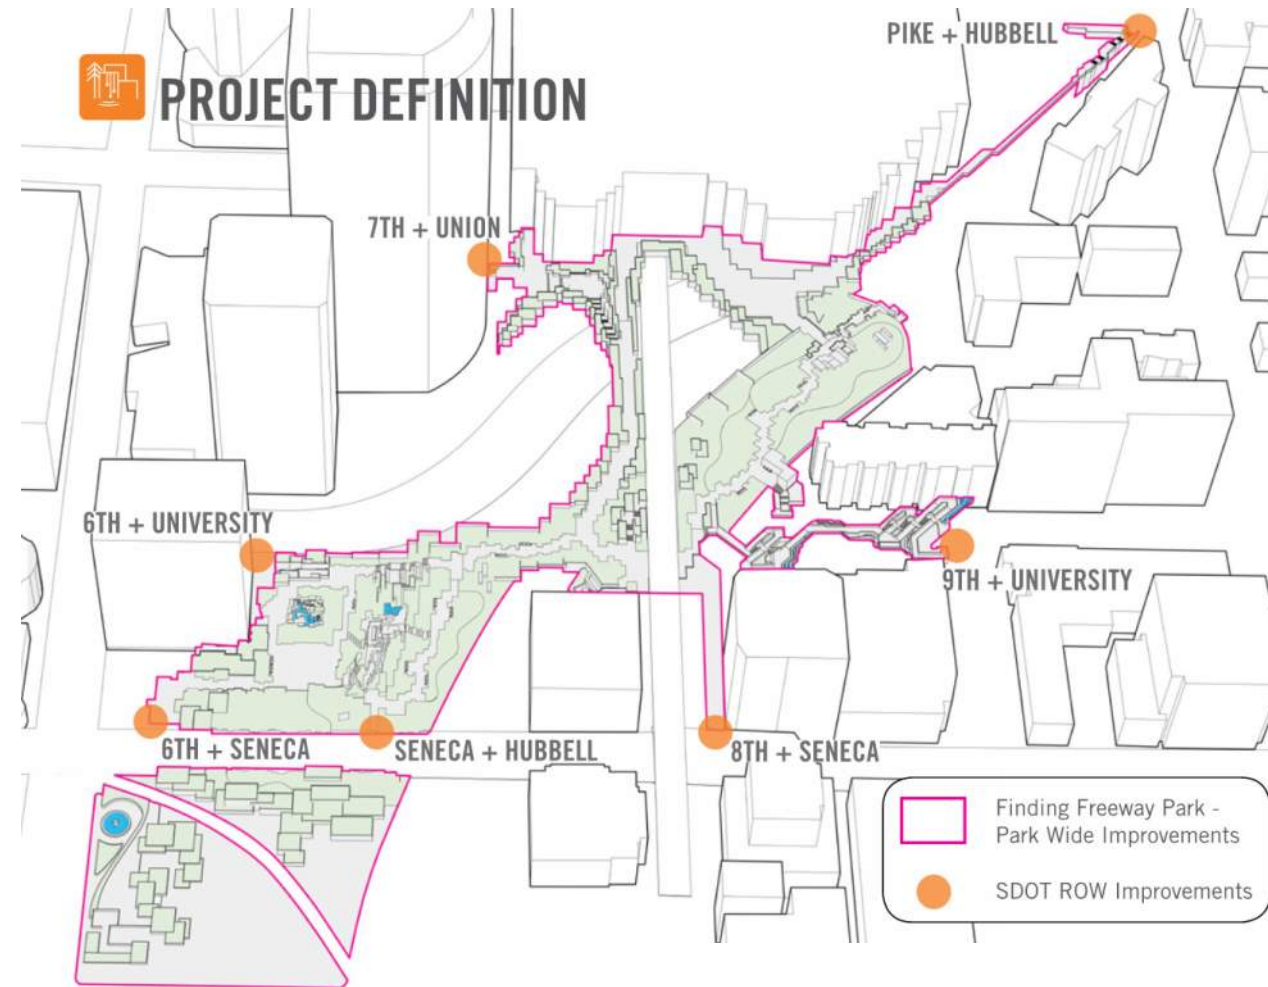 PIKE + HUBBELL
PROJECT DEFINITION
7TH + UNION
6TH + UNIVERSITY
9TH + UNIVERSITY
6TH + SENECA
SENECA + HUBBELL
8TH + SENECA
Finding Freeway Park -
Park Wide Improvements
SDOT ROW Improvements